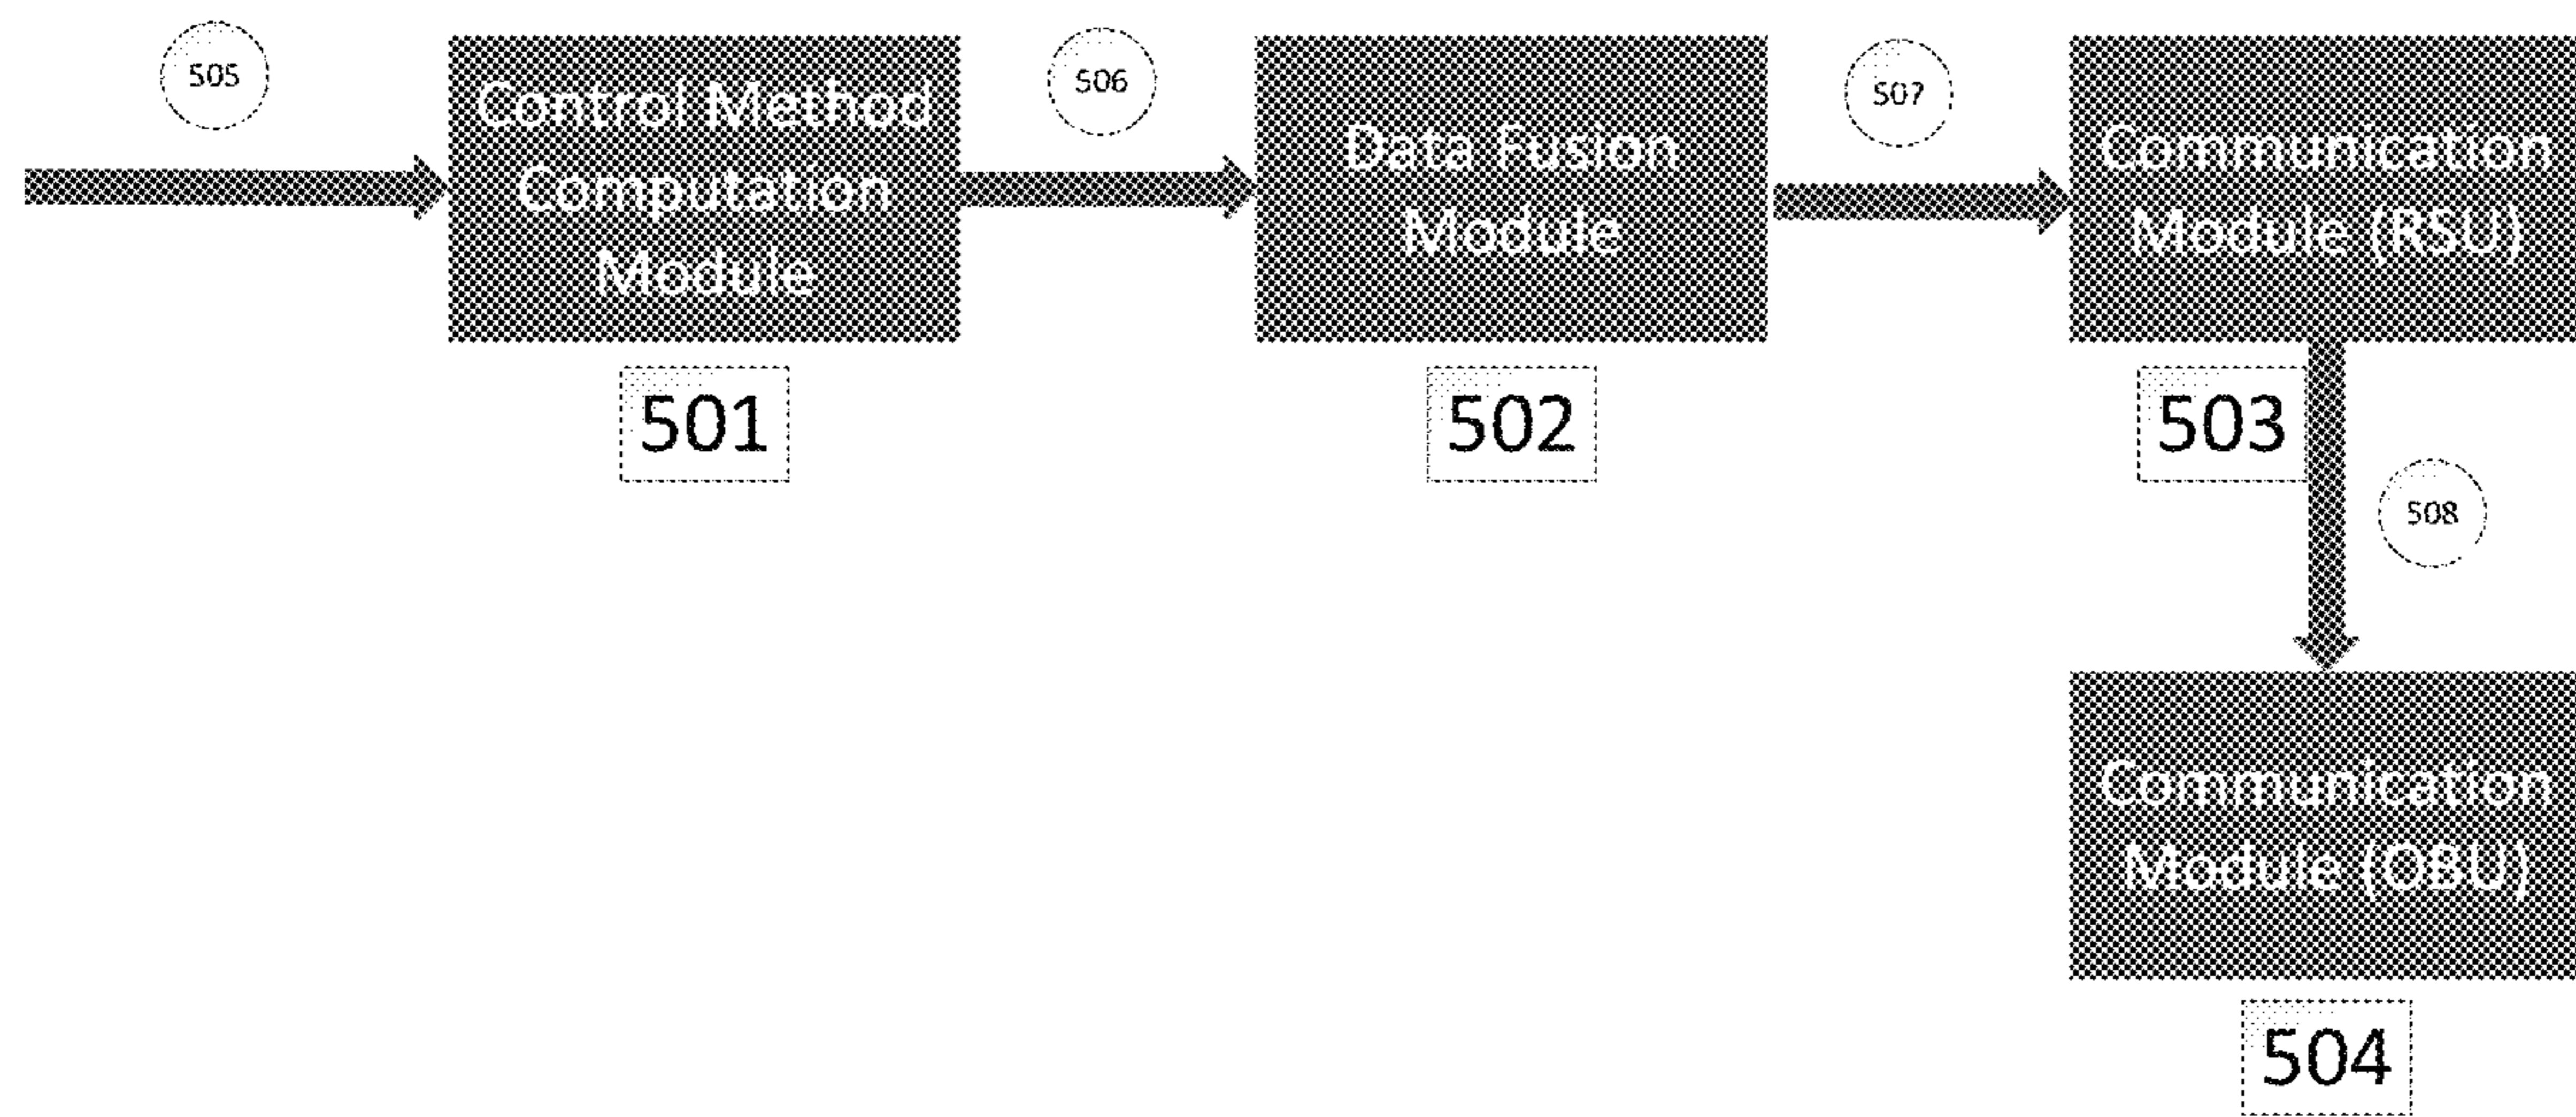 505
Control Method
Computation
Module
501
506
Data Fusion
Module
502
507
Communication
Module (RSU)
503
508
Communication
Module (OBU)
504